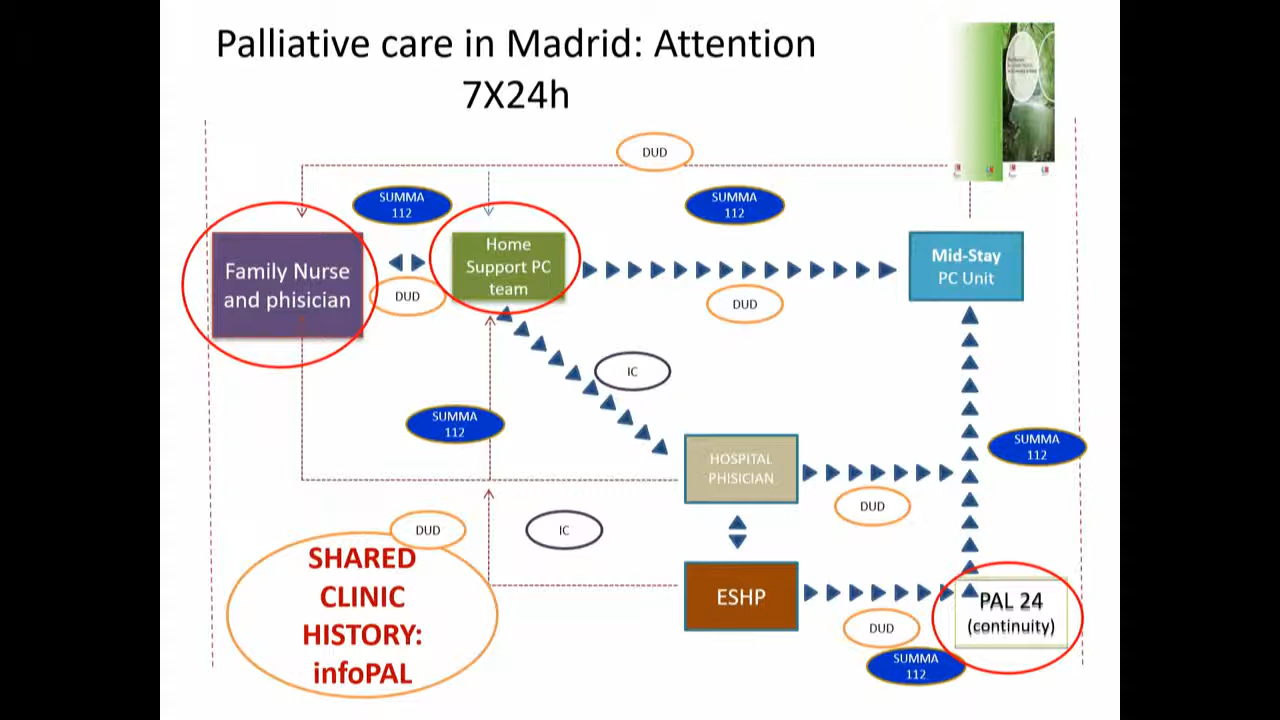 Palliative care in Madrid: Attention
7X24h
DUD
SUMMA
112
SUMMA
112
Family Nurse
and phisician
Home
Support PC
team
Mid-Stay
PC Unit
DUD
DUD
IC
SUMMA
112
SUMMA
112
HOSPITAL
PHISICIAN
DUD
DUD
IC
SHARED
CLINIC
HISTORY:
infoPAL
ESHP
PAL 24
(continuity)
DUD
SUMMA
112